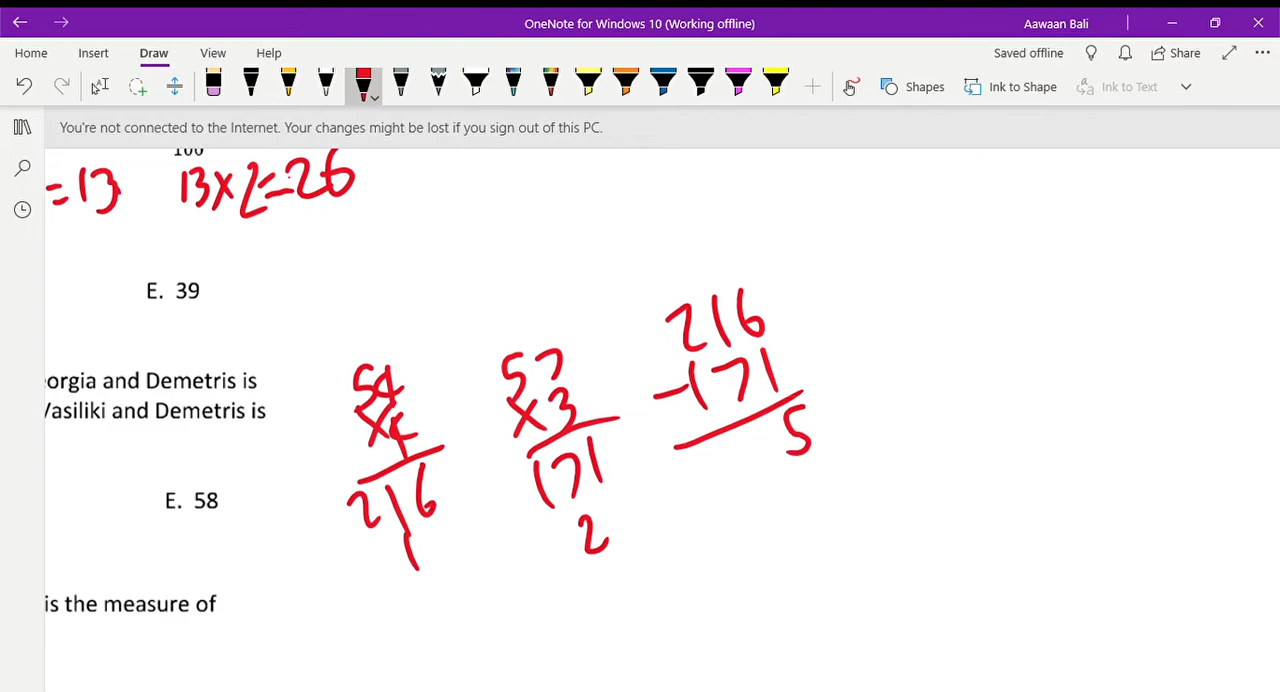 OneNote for Windows 10 (Working offline)
Aawaan Bali
Home Insert Draw View Help
Saved offline
Share
Shapes
Ink to Shape
Ink to Text
You're not connected to the Internet. Your changes might be lost if you sign out of this PC.
100
=13 13×2=26
E. 39
orgia and Demetris is
Vasiliki and Demetris is
E. 58
is the measure of
54
×4
216
1
57
×3
171
2
216
-171
5